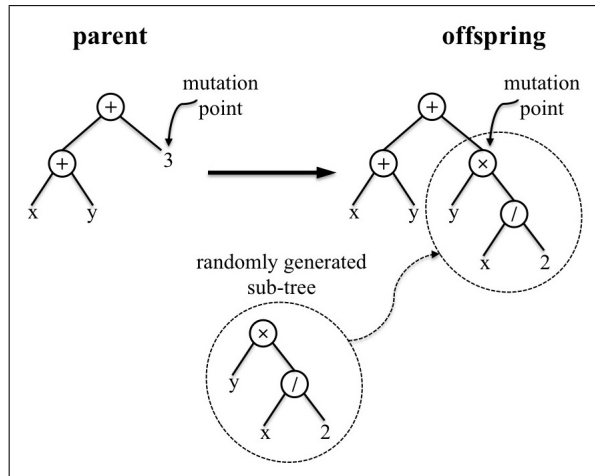 parent
offspring
mutation
point
mutation
point
+
+
3
x y
+
+
×
x y y
/
x 2
randomly generated
sub-tree
×
y
/
x 2